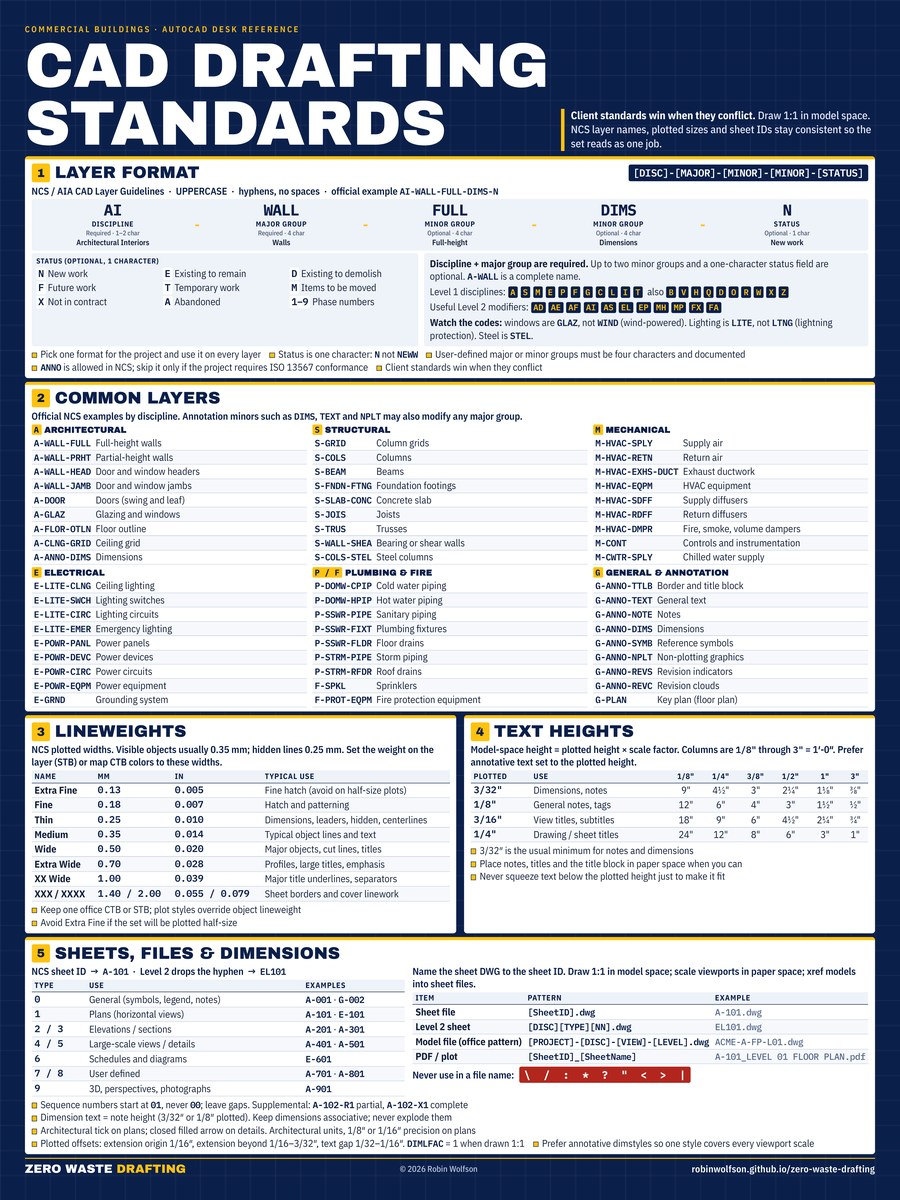 COMMERCIAL BUILDINGS · AUTOCAD DESK REFERENCE
CAD DRAFTING
STANDARDS
Client standards win when they conflict. Draw 1:1 in model space.
NCS layer names, plotted sizes and sheet IDs stay consistent so the
set reads as one job.
1 LAYER FORMAT
[DISC]-[MAJOR]-[MINOR]-[MINOR]-[STATUS]
NCS / AIA CAD Layer Guidelines · UPPERCASE · hyphens, no spaces · official example AI-WALL-FULL-DIMS-N
AI - WALL - FULL - DIMS - N
DISCIPLINE MAJOR GROUP MINOR GROUP MINOR GROUP STATUS
Required · 1–2 char Required · 4 char Optional · 4 char Optional · 4 char Optional · 1 char
Architectural Interiors Walls Full-height Dimensions New work
STATUS (OPTIONAL, 1 CHARACTER)
N New work E Existing to remain D Existing to demolish
F Future work T Temporary work M Items to be moved
X Not in contract A Abandoned 1–9 Phase numbers
Discipline + major group are required. Up to two minor groups and a one-character status field are
optional. A-WALL is a complete name.
Level 1 disciplines: A S M E P F G C L I T also B V H Q D O R W X Z
Useful Level 2 modifiers: AD AE AF AI AS EL EP MH MP FX FA
Watch the codes: windows are GLAZ, not WIND (wind-powered). Lighting is LITE, not LTNG (lightning
protection). Steel is STEL.
Pick one format for the project and use it on every layer Status is one character: N not NEWW User-defined major or minor groups must be four characters and documented
ANNO is allowed in NCS; skip it only if the project requires ISO 13567 conformance Client standards win when they conflict
2 COMMON LAYERS
Official NCS examples by discipline. Annotation minors such as DIMS, TEXT and NPLT may also modify any major group.
A ARCHITECTURAL
A-WALL-FULL Full-height walls
A-WALL-PRHT Partial-height walls
A-WALL-HEAD Door and window headers
A-WALL-JAMB Door and window jambs
A-DOOR Doors (swing and leaf)
A-GLAZ Glazing and windows
A-FLOR-OTLN Floor outline
A-CLNG-GRID Ceiling grid
A-ANNO-DIMS Dimensions
S STRUCTURAL
S-GRID Column grids
S-COLS Columns
S-BEAM Beams
S-FNDN-FTNG Foundation footings
S-SLAB-CONC Concrete slab
S-JOIS Joists
S-TRUS Trusses
S-WALL-SHEA Bearing or shear walls
S-COLS-STEL Steel columns
M MECHANICAL
M-HVAC-SPLY Supply air
M-HVAC-RETN Return air
M-HVAC-EXHS-DUCT Exhaust ductwork
M-HVAC-EQPM HVAC equipment
M-HVAC-SDFF Supply diffusers
M-HVAC-RDFF Return diffusers
M-HVAC-DMPR Fire, smoke, volume dampers
M-CONT Controls and instrumentation
M-CWTR-SPLY Chilled water supply
E ELECTRICAL
E-LITE-CLNG Ceiling lighting
E-LITE-SWCH Lighting switches
E-LITE-CIRC Lighting circuits
E-LITE-EMER Emergency lighting
E-POWR-PANL Power panels
E-POWR-DEVC Power devices
E-POWR-CIRC Power circuits
E-POWR-EQPM Power equipment
E-GRND Grounding system
P / F PLUMBING & FIRE
P-DOMW-CPIP Cold water piping
P-DOMW-HPIP Hot water piping
P-SSWR-PIPE Sanitary piping
P-SSWR-FIXT Plumbing fixtures
P-SSWR-FLDR Floor drains
P-STRM-PIPE Storm piping
P-STRM-RFDR Roof drains
F-SPKL Sprinklers
F-PROT-EQPM Fire protection equipment
G GENERAL & ANNOTATION
G-ANNO-TTLB Border and title block
G-ANNO-TEXT General text
G-ANNO-NOTE Notes
G-ANNO-DIMS Dimensions
G-ANNO-SYMB Reference symbols
G-ANNO-NPLT Non-plotting graphics
G-ANNO-REVS Revision indicators
G-ANNO-REVC Revision clouds
G-PLAN Key plan (floor plan)
3 LINEWEIGHTS
NCS plotted widths. Visible objects usually 0.35 mm; hidden lines 0.25 mm. Set the weight on the
layer (STB) or map CTB colors to these widths.
NAME MM IN TYPICAL USE
Extra Fine 0.13 0.005 Fine hatch (avoid on half-size plots)
Fine 0.18 0.007 Hatch and patterning
Thin 0.25 0.010 Dimensions, leaders, hidden, centerlines
Medium 0.35 0.014 Typical object lines and text
Wide 0.50 0.020 Major objects, cut lines, titles
Extra Wide 0.70 0.028 Profiles, large titles, emphasis
XX Wide 1.00 0.039 Major title underlines, separators
XXX / XXXX 1.40 / 2.00 0.055 / 0.079 Sheet borders and cover linework
Keep one office CTB or STB; plot styles override object lineweight
Avoid Extra Fine if the set will be plotted half-size
4 TEXT HEIGHTS
Model-space height = plotted height × scale factor. Columns are 1/8″ through 3″ = 1′-0″. Prefer
annotative text set to the plotted height.
PLOTTED USE 1/8″ 1/4″ 3/8″ 1/2″ 1″ 3″
3/32″ Dimensions, notes 9″ 4½″ 3″ 2¼″ 1⅛″ ⅜″
1/8″ General notes, tags 12″ 6″ 4″ 3″ 1½″ ½″
3/16″ View titles, subtitles 18″ 9″ 6″ 4½″ 2¼″ ¾″
1/4″ Drawing / sheet titles 24″ 12″ 8″ 6″ 3″ 1″
3/32″ is the usual minimum for notes and dimensions
Place notes, titles and the title block in paper space when you can
Never squeeze text below the plotted height just to make it fit
5 SHEETS, FILES & DIMENSIONS
NCS sheet ID → A-101 · Level 2 drops the hyphen → EL101
TYPE USE EXAMPLES
0 General (symbols, legend, notes) A-001 · G-002
1 Plans (horizontal views) A-101 · E-101
2 / 3 Elevations / sections A-201 · A-301
4 / 5 Large-scale views / details A-401 · A-501
6 Schedules and diagrams E-601
7 / 8 User defined A-701 · A-801
9 3D, perspectives, photographs A-901
Name the sheet DWG to the sheet ID. Draw 1:1 in model space; scale viewports in paper space; xref models
into sheet files.
ITEM PATTERN EXAMPLE
Sheet file [SheetID].dwg A-101.dwg
Level 2 sheet [DISC][TYPE][NN].dwg EL101.dwg
Model file (office pattern) [PROJECT]-[DISC]-[VIEW]-[LEVEL].dwg ACME-A-FP-L01.dwg
PDF / plot [SheetID]_[SheetName] A-101_LEVEL 01 FLOOR PLAN.pdf
Never use in a file name: \ / : * ? " < > |
Sequence numbers start at 01, never 00; leave gaps. Supplemental: A-102-R1 partial, A-102-X1 complete
Dimension text = note height (3/32″ or 1/8″ plotted). Keep dimensions associative; never explode them
Architectural tick on plans; closed filled arrow on details. Architectural units, 1/8″ or 1/16″ precision on plans
Plotted offsets: extension origin 1/16″, extension beyond 1/16–3/32″, text gap 1/32–1/16″. DIMLFAC = 1 when drawn 1:1 Prefer annotative dimstyles so one style covers every viewport scale
ZERO WASTE DRAFTING
© 2026 Robin Wolfson
robinwolfson.github.io/zero-waste-drafting